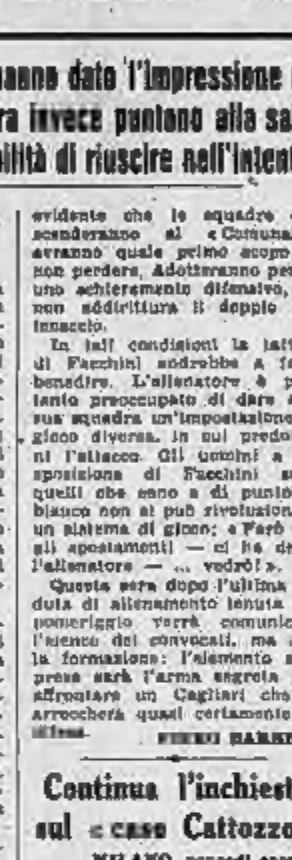 hanno dato l'impressione
ra invece puntano alla sa
ilità di riuscire nell'intent
evidente che le squadre
scenderanno al « Comuna
avranno quale primo scopo
non perdere. Adotteranno per
uno schieramento difensivo,
non addirittura il doppio
In tali condizioni la tatt
di Facchini andrebbe a f
benedire. L'allenatore è p
tanto preoccupato di dare
sua squadra un'impostazione
gioco diversa, in cui predo
ni l'attacco. Gli uomini a
sposizione di Facchini s
quelli che sono e di punto
bianco non si può rivoluzion
un sistema di gioco: « Farò
gli spostamenti — ci ha d
l'allenatore — ... vedrò! ».
Questa sera dopo l'ultima
duta di allenamento tenuta
pomeriggio verrà comunic
l'elenco dei convocati, ma
la formazione: l'elemento s
presa sarà l'arma segreta
affrontare un Cagliari che
arroccherà quasi certamente
difesa.
Continua l'inchiest
sul « caso Cattozzo
MILANO,